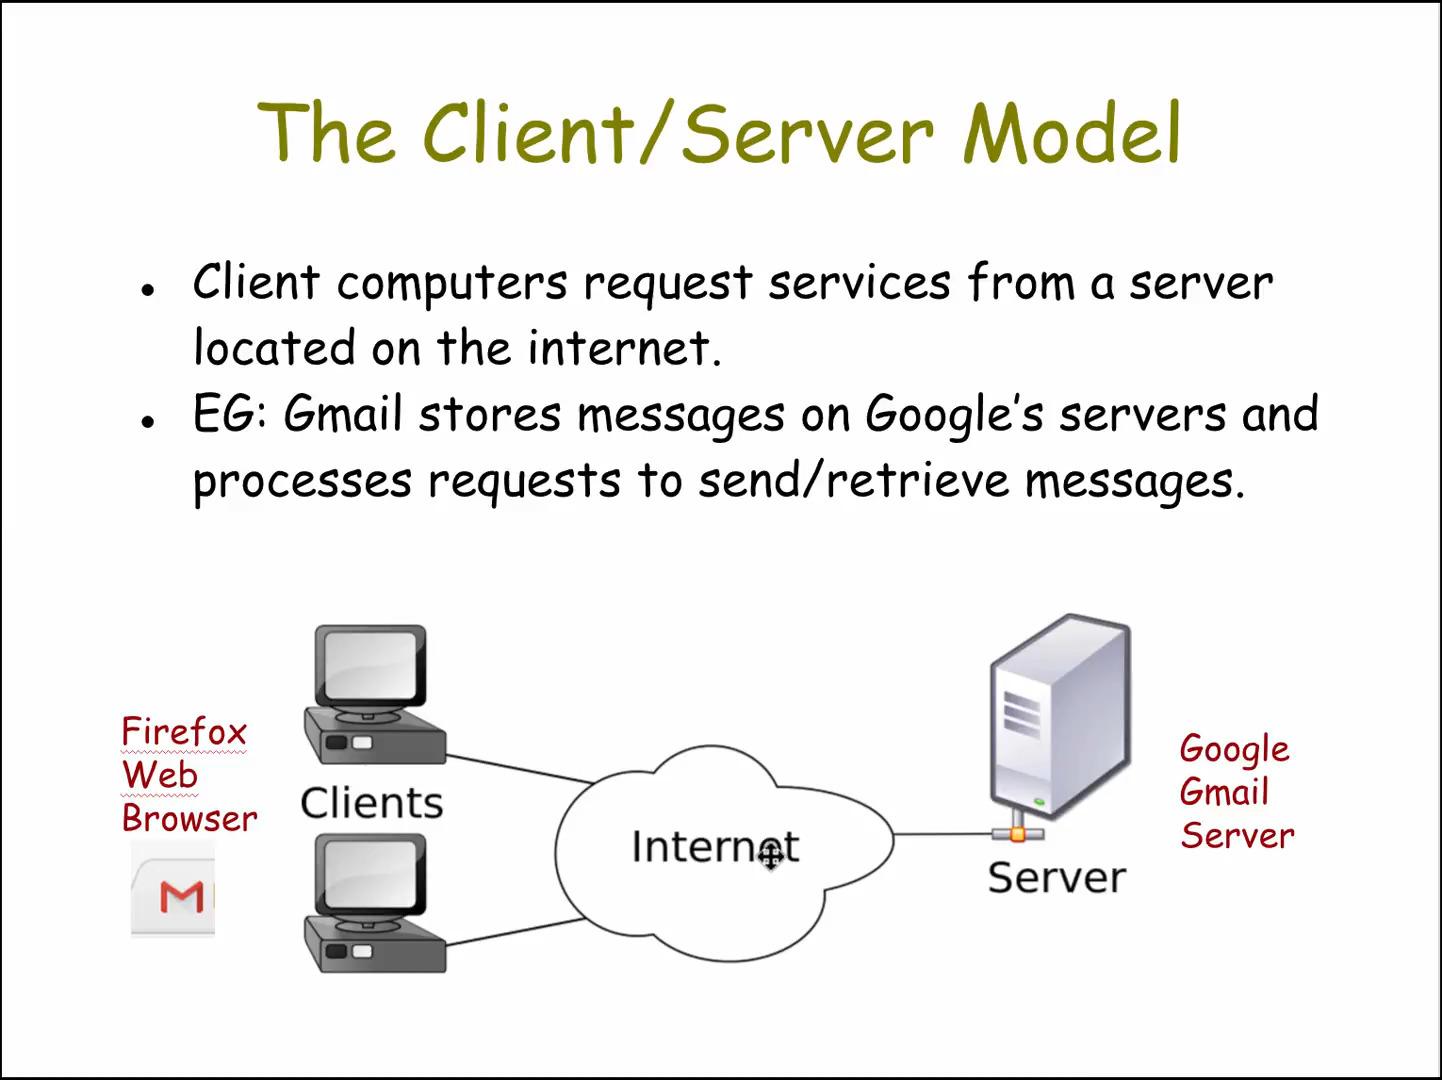 The Client/Server Model
• Client computers request services from a server
located on the internet.
• EG: Gmail stores messages on Google's servers and
processes requests to send/retrieve messages.
Firefox
Web
Browser
Clients
Internet
Server
Google
Gmail
Server